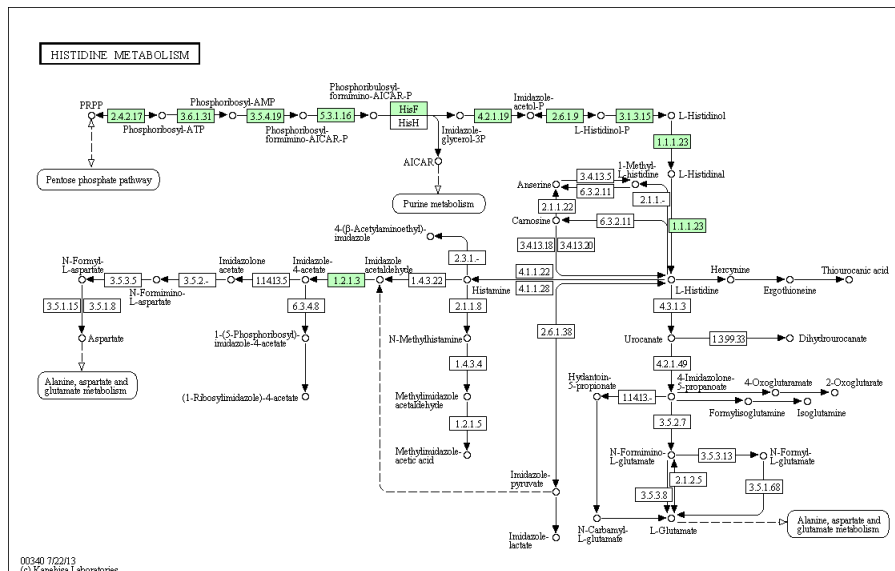 HISTIDINE METABOLISM
PRPP
2.4.2.17
Phosphoribosyl-ATP
3.6.1.31
Phosphoribosyl-AMP
3.5.4.19
Phosphoribosyl-
formimino-AICAR-P
5.3.1.16
Phosphoribulosyl-
formimino-AICAR-P
HisF
HisH
Imidazole-
glycerol-3P
4.2.1.19
Imidazole-
acetol-P
2.6.1.9
L-Histidinol-P
3.1.3.15
L-Histidinol
AICAR
Purine metabolism
Pentose phosphate pathway
1.1.1.23
L-Histidinal
1.1.1.23
Anserine
3.4.13.5
6.3.2.11
1-Methyl-
L-histidine
2.1.1.-
2.1.1.22
Carnosine
6.3.2.11
3.4.13.18
3.4.13.20
4-(β-Acetylaminoethyl)-
imidazole
2.3.1.-
N-Formyl-
L-aspartate
3.5.3.5
N-Formimino-
L-aspartate
3.5.2.-
Imidazolone
acetate
1.14.13.5
Imidazole-
4-acetate
1.2.1.3
Imidazole
acetaldehyde
1.4.3.22
Histamine
4.1.1.22
4.1.1.28
L-Histidine
Hercynine
Ergothioneine
Thiourocanic acid
3.5.1.15
3.5.1.8
Aspartate
Alanine, aspartate and
glutamate metabolism
6.3.4.8
1-(5-Phosphoribosyl)-
imidazole-4-acetate
(1-Ribosylimidazole)-4-acetate
2.1.1.8
N-Methylhistamine
1.4.3.4
Methylimidazole
acetaldehyde
1.2.1.5
Methylimidazole-
acetic acid
2.6.1.38
Imidazole-
pyruvate
Imidazole-
lactate
4.3.1.3
Urocanate
1.3.99.33
Dihydrourocanate
4.2.1.49
Hydantoin-
5-propionate
1.14.13.-
4-Imidazolone-
5-propanoate
4-Oxoglutaramate
2-Oxoglutarate
Formylisoglutamine
Isoglutamine
3.5.2.7
N-Formimino-
L-glutamate
3.5.3.13
N-Formyl-
L-glutamate
2.1.2.5
3.5.3.8
3.5.1.68
N-Carbamyl-
L-glutamate
L-Glutamate
Alanine, aspartate and
glutamate metabolism
00340 7/22/13
(c) Kanehisa Laboratories